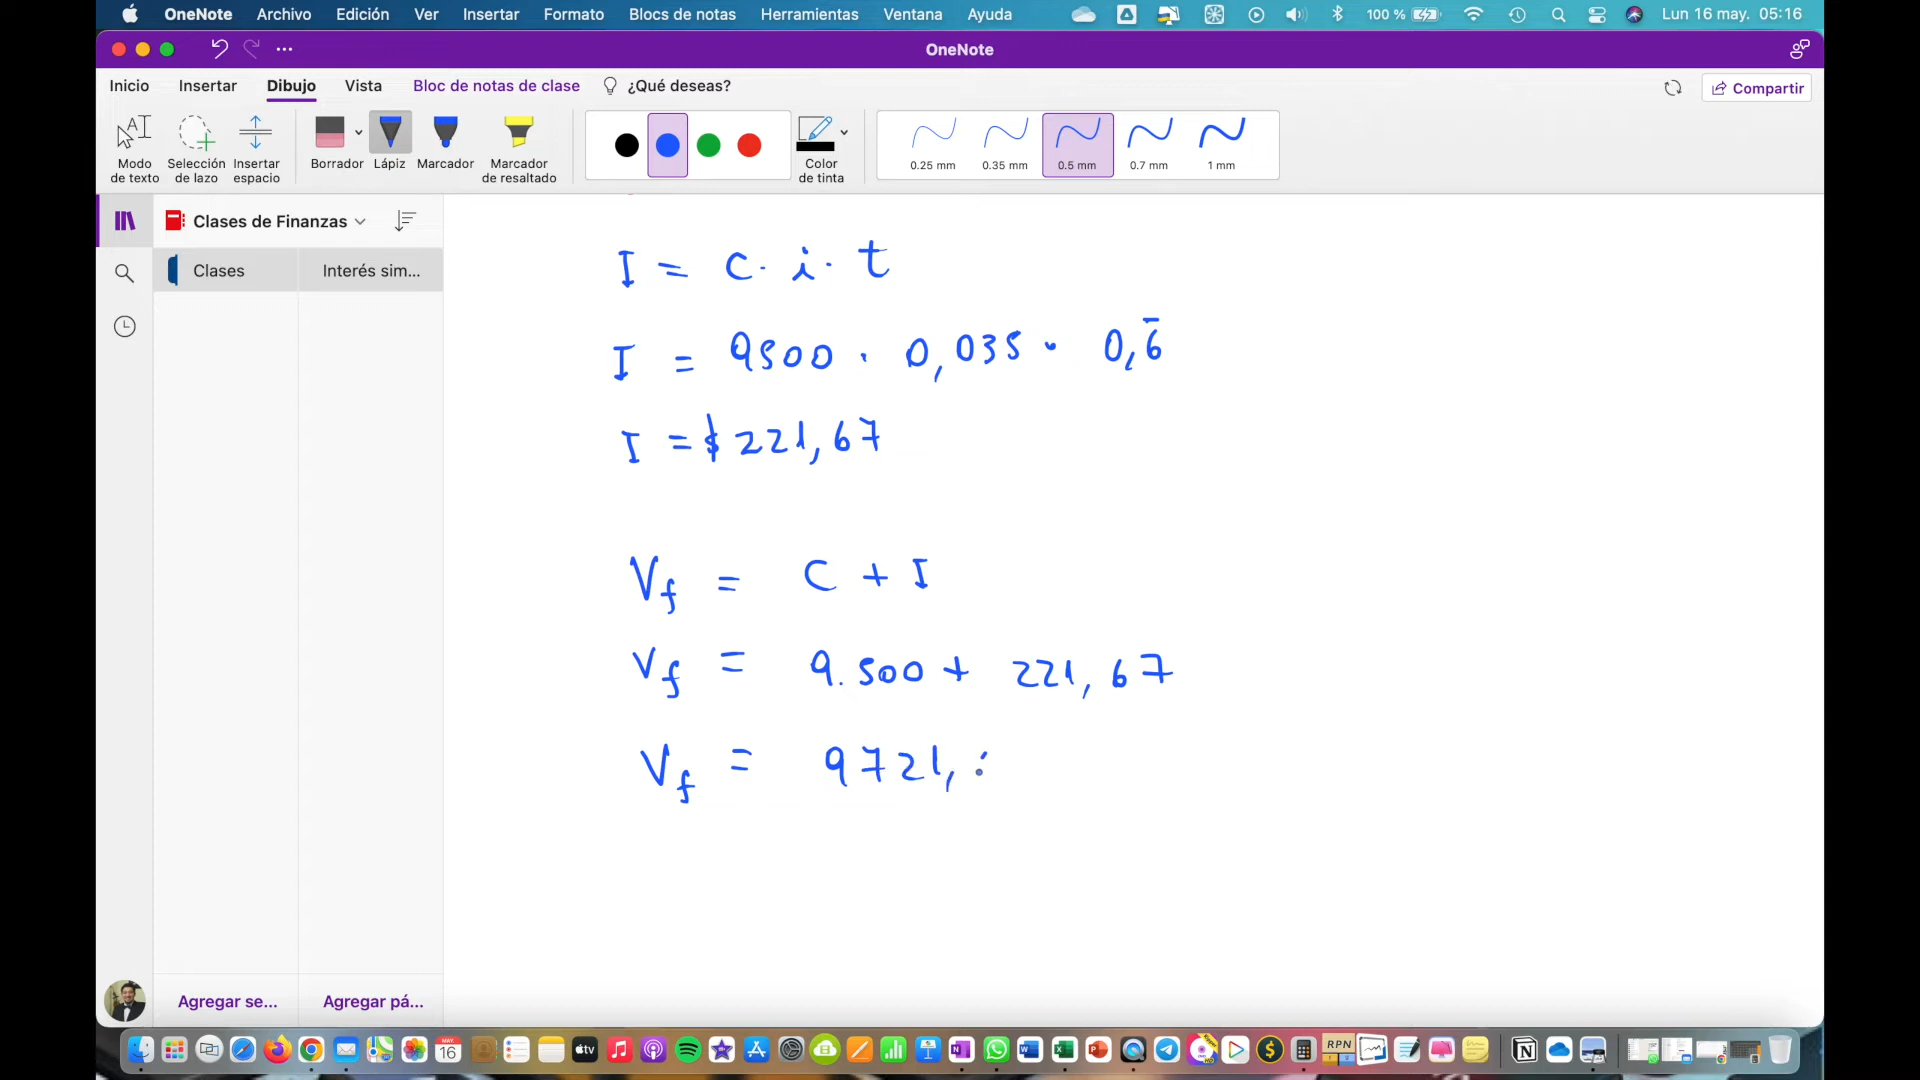 OneNote Archivo Edición Ver Insertar Formato Blocs de notas Herramientas Ventana Ayuda 100 % Lun 16 may. 05:16
OneNote
Inicio Insertar Dibujo Vista Bloc de notas de clase ¿Qué deseas? Compartir
Modo de texto
Selección de lazo
Insertar espacio
Borrador
Lápiz
Marcador
Marcador de resaltado
Color de tinta
0.25 mm 0.35 mm 0.5 mm 0.7 mm 1 mm
Clases de Finanzas
Clases Interés sim...
I = C · i · t
I = 9500 · 0,035 · 0,6̅
I = $ 221,67
Vf = C + I
Vf = 9.500 + 221,67
Vf = 9721,
Agregar se... Agregar pá...
MAY 16
tv
RPN